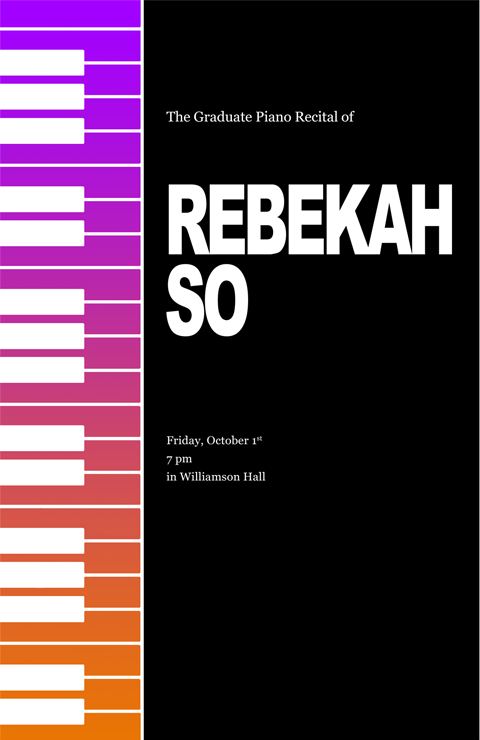 The Graduate Piano Recital of
REBEKAH
SO
Friday, October 1st
7 pm
in Williamson Hall